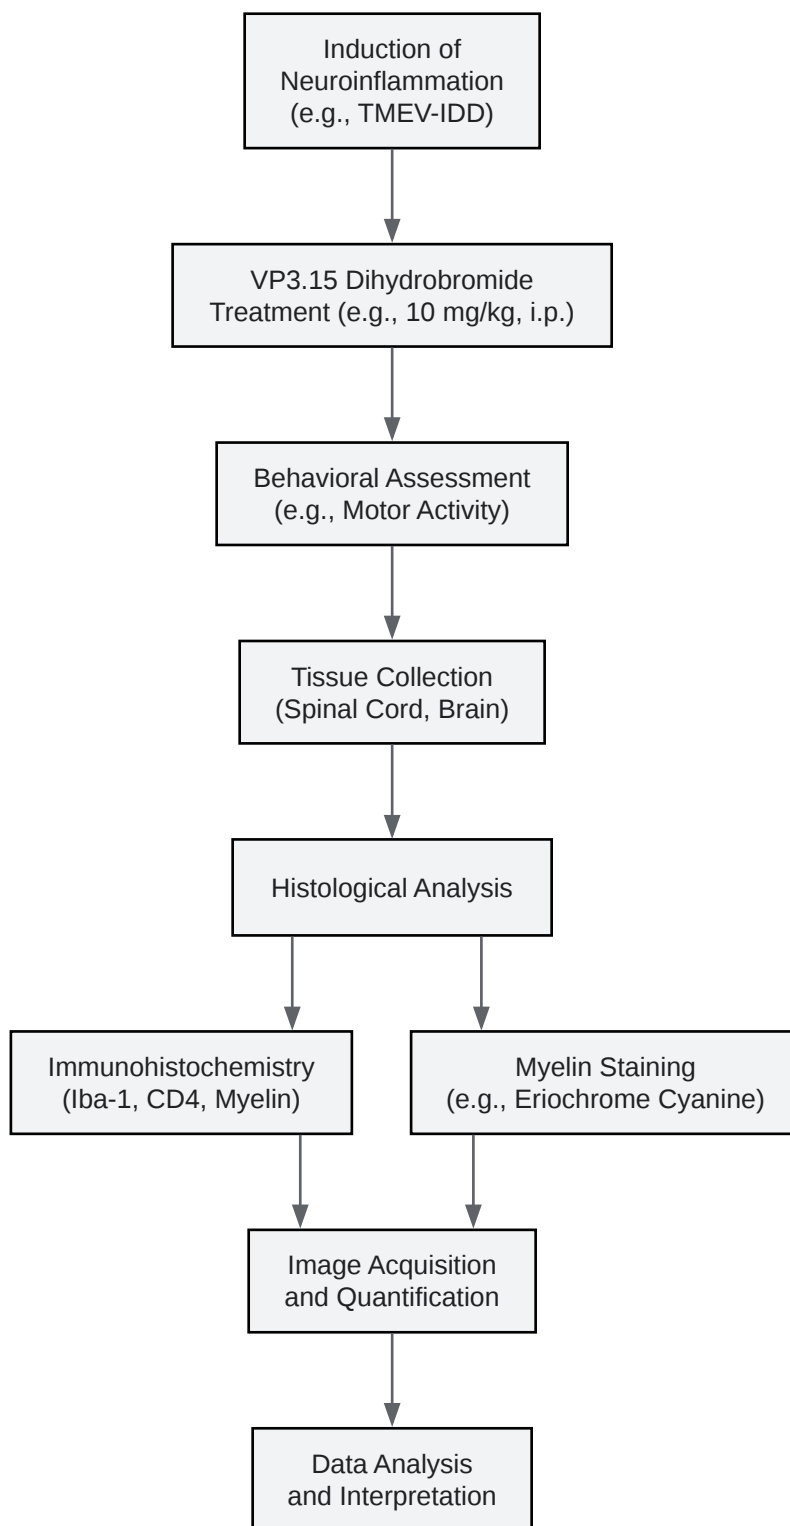 Induction of
Neuroinflammation
(e.g., TMEV-IDD)
VP3.15 Dihydrobromide
Treatment (e.g., 10 mg/kg, i.p.)
Behavioral Assessment
(e.g., Motor Activity)
Tissue Collection
(Spinal Cord, Brain)
Histological Analysis
Immunohistochemistry
(Iba-1, CD4, Myelin)
Myelin Staining
(e.g., Eriochrome Cyanine)
Image Acquisition
and Quantification
Data Analysis
and Interpretation